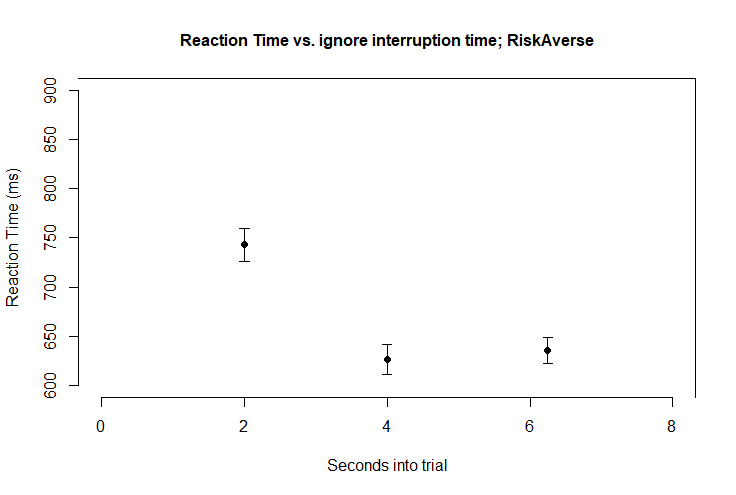 Reaction Time vs. ignore interruption time; RiskAverse
Reaction Time (ms)
900
850
800
750
700
650
600
0 2 4 6 8
Seconds into trial